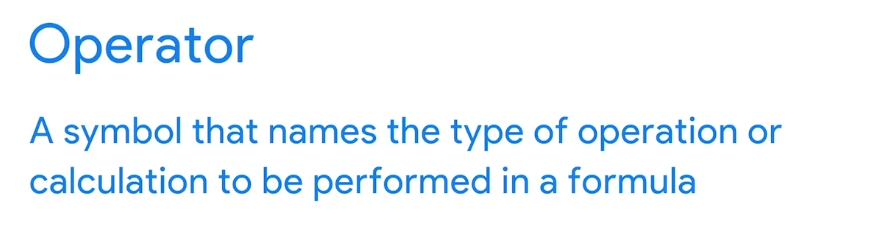 Operator
A symbol that names the type of operation or
calculation to be performed in a formula